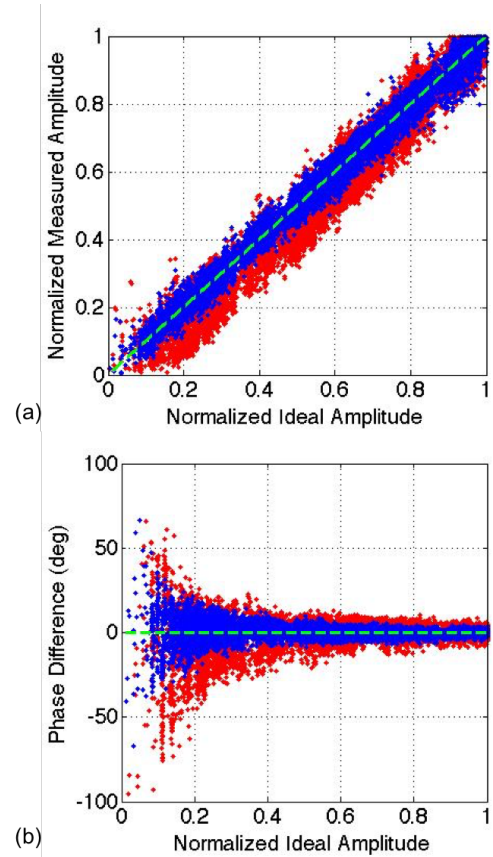 1
0.8
0.6
0.4
0.2
0
0 0.2 0.4 0.6 0.8 1
Normalized Measured Amplitude
Normalized Ideal Amplitude
(a)
100
50
0
-50
-100
0 0.2 0.4 0.6 0.8 1
Phase Difference (deg)
Normalized Ideal Amplitude
(b)